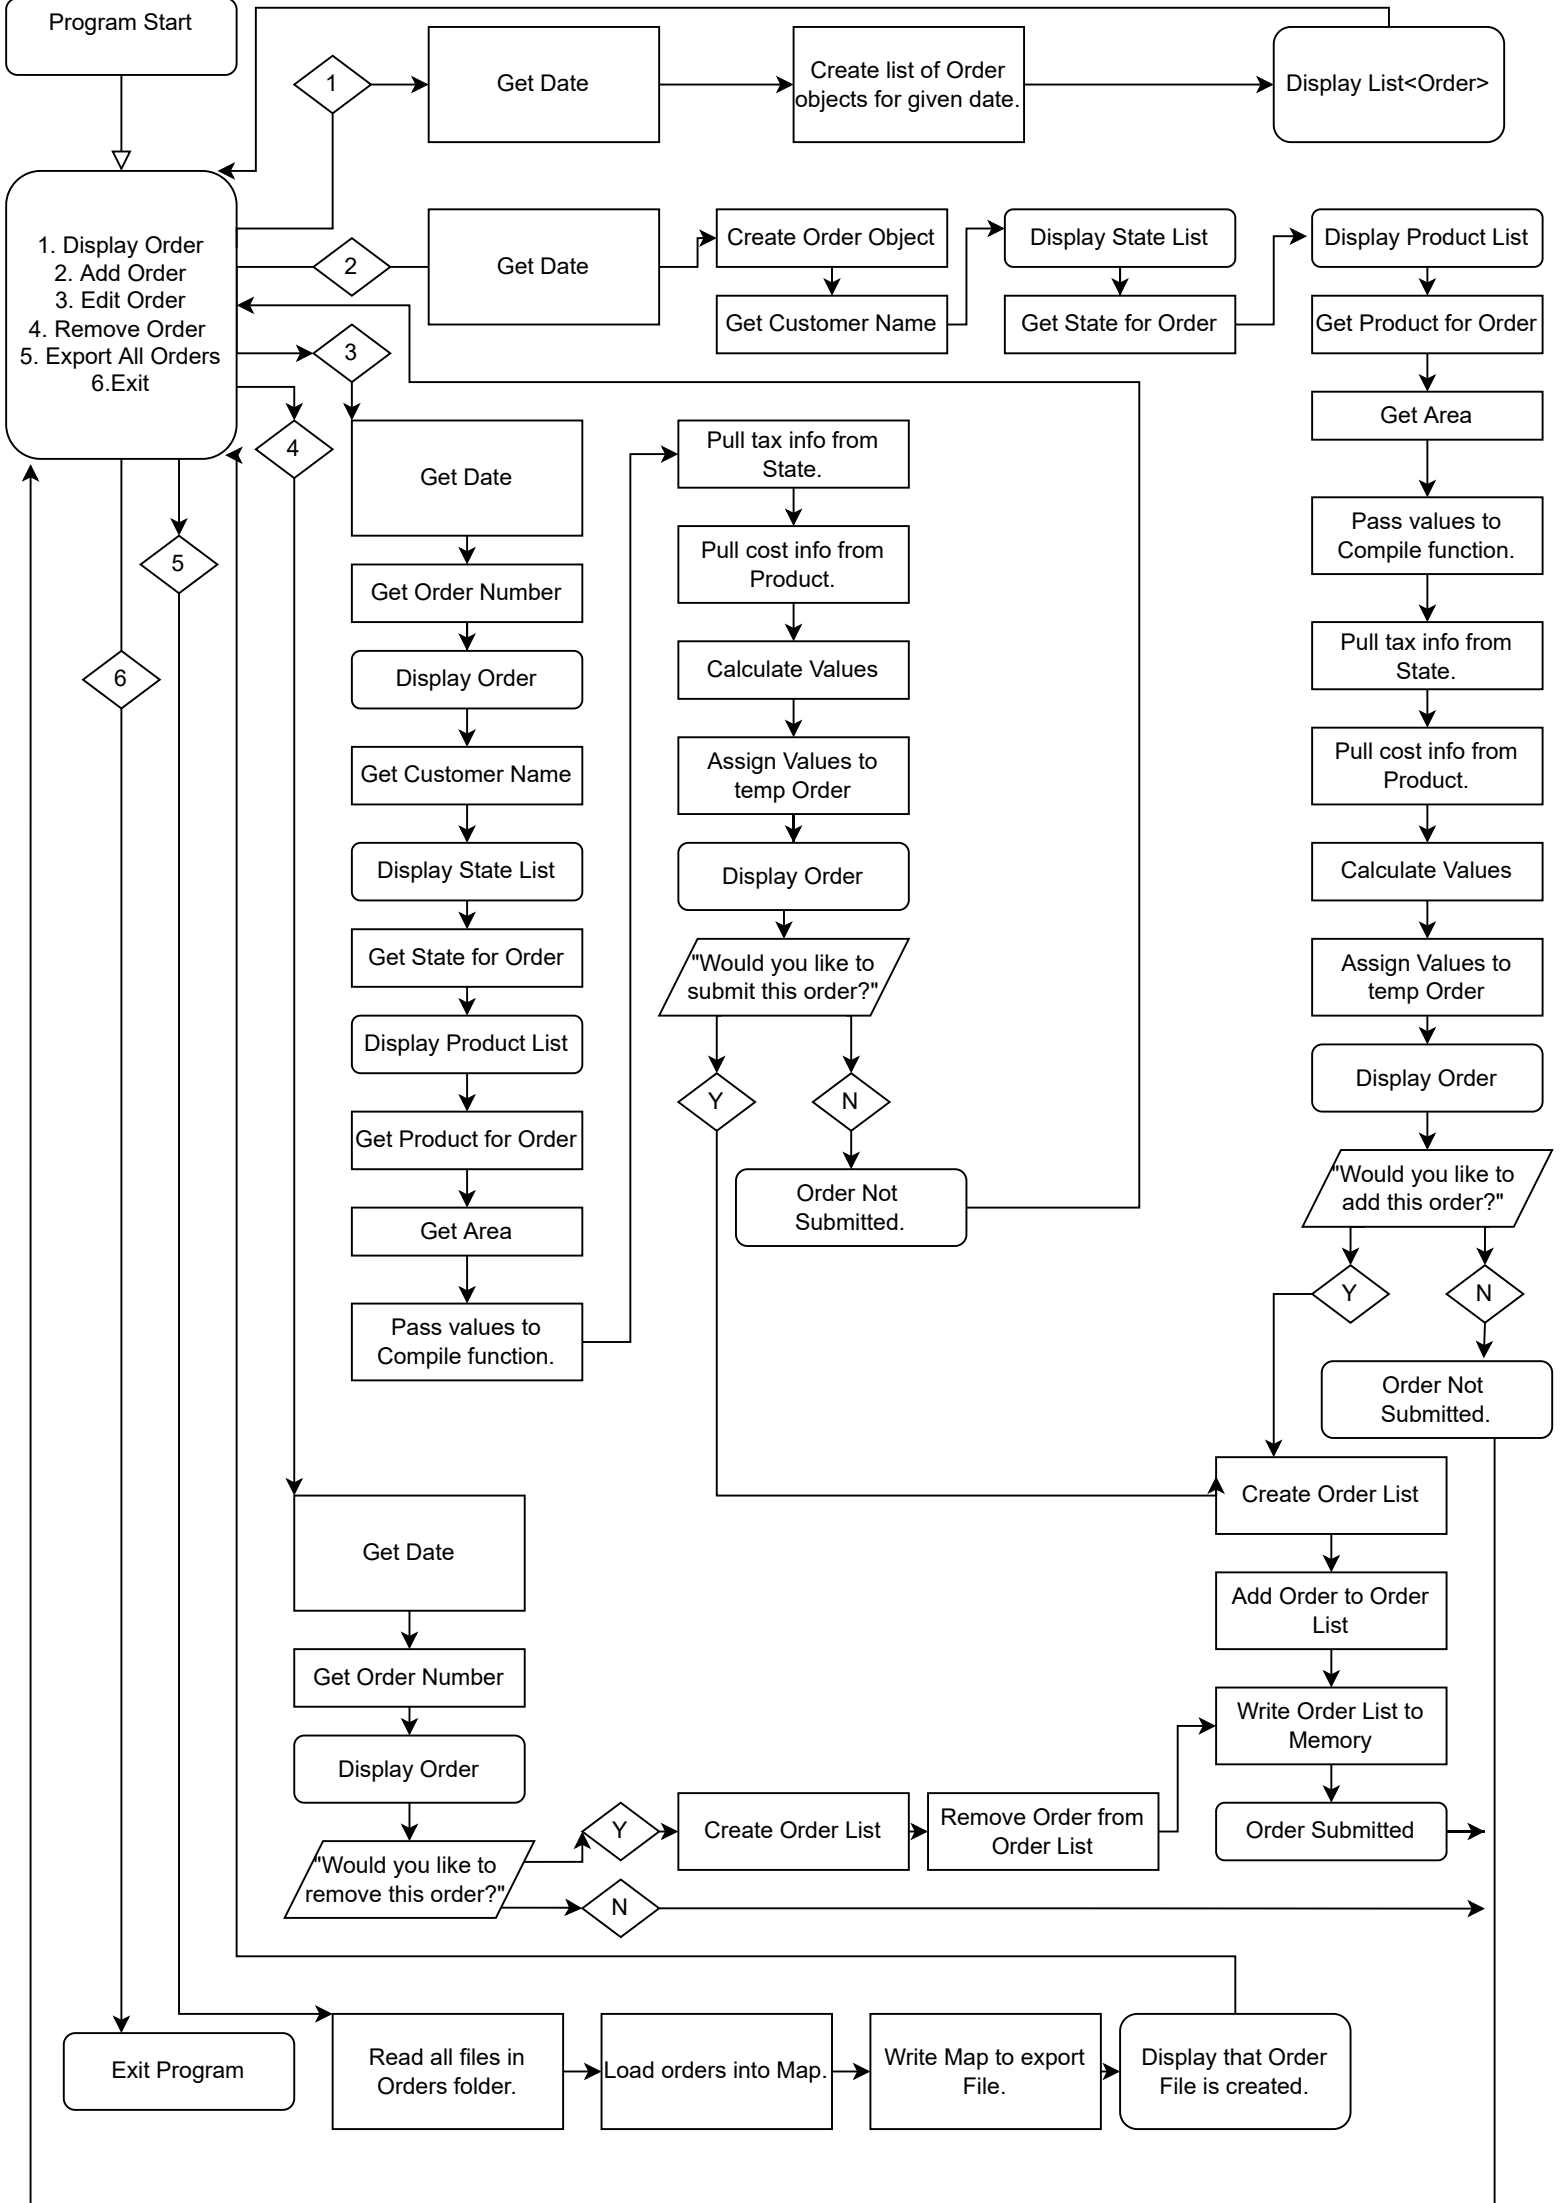 Program Start
1
Get Date
Create list of Order
objects for given date.
Display List<Order>
1. Display Order
2. Add Order
3. Edit Order
4. Remove Order
5. Export All Orders
6.Exit
2
Get Date
Create Order Object
Get Customer Name
Display State List
Get State for Order
Display Product List
Get Product for Order
Get Area
Pass values to
Compile function.
Pull tax info from
State.
Pull cost info from
Product.
Calculate Values
Assign Values to
temp Order
Display Order
"Would you like to
add this order?"
Y
N
Order Not
Submitted.
3
Get Date
Get Order Number
Display Order
Get Customer Name
Display State List
Get State for Order
Display Product List
Get Product for Order
Get Area
Pass values to
Compile function.
Pull tax info from
State.
Pull cost info from
Product.
Calculate Values
Assign Values to
temp Order
Display Order
"Would you like to
submit this order?"
Y
N
Order Not
Submitted.
Create Order List
Add Order to Order
List
Write Order List to
Memory
Order Submitted
4
Get Date
Get Order Number
Display Order
"Would you like to
remove this order?"
Y
Create Order List
Remove Order from
Order List
N
5
Read all files in
Orders folder.
Load orders into Map.
Write Map to export
File.
Display that Order
File is created.
6
Exit Program